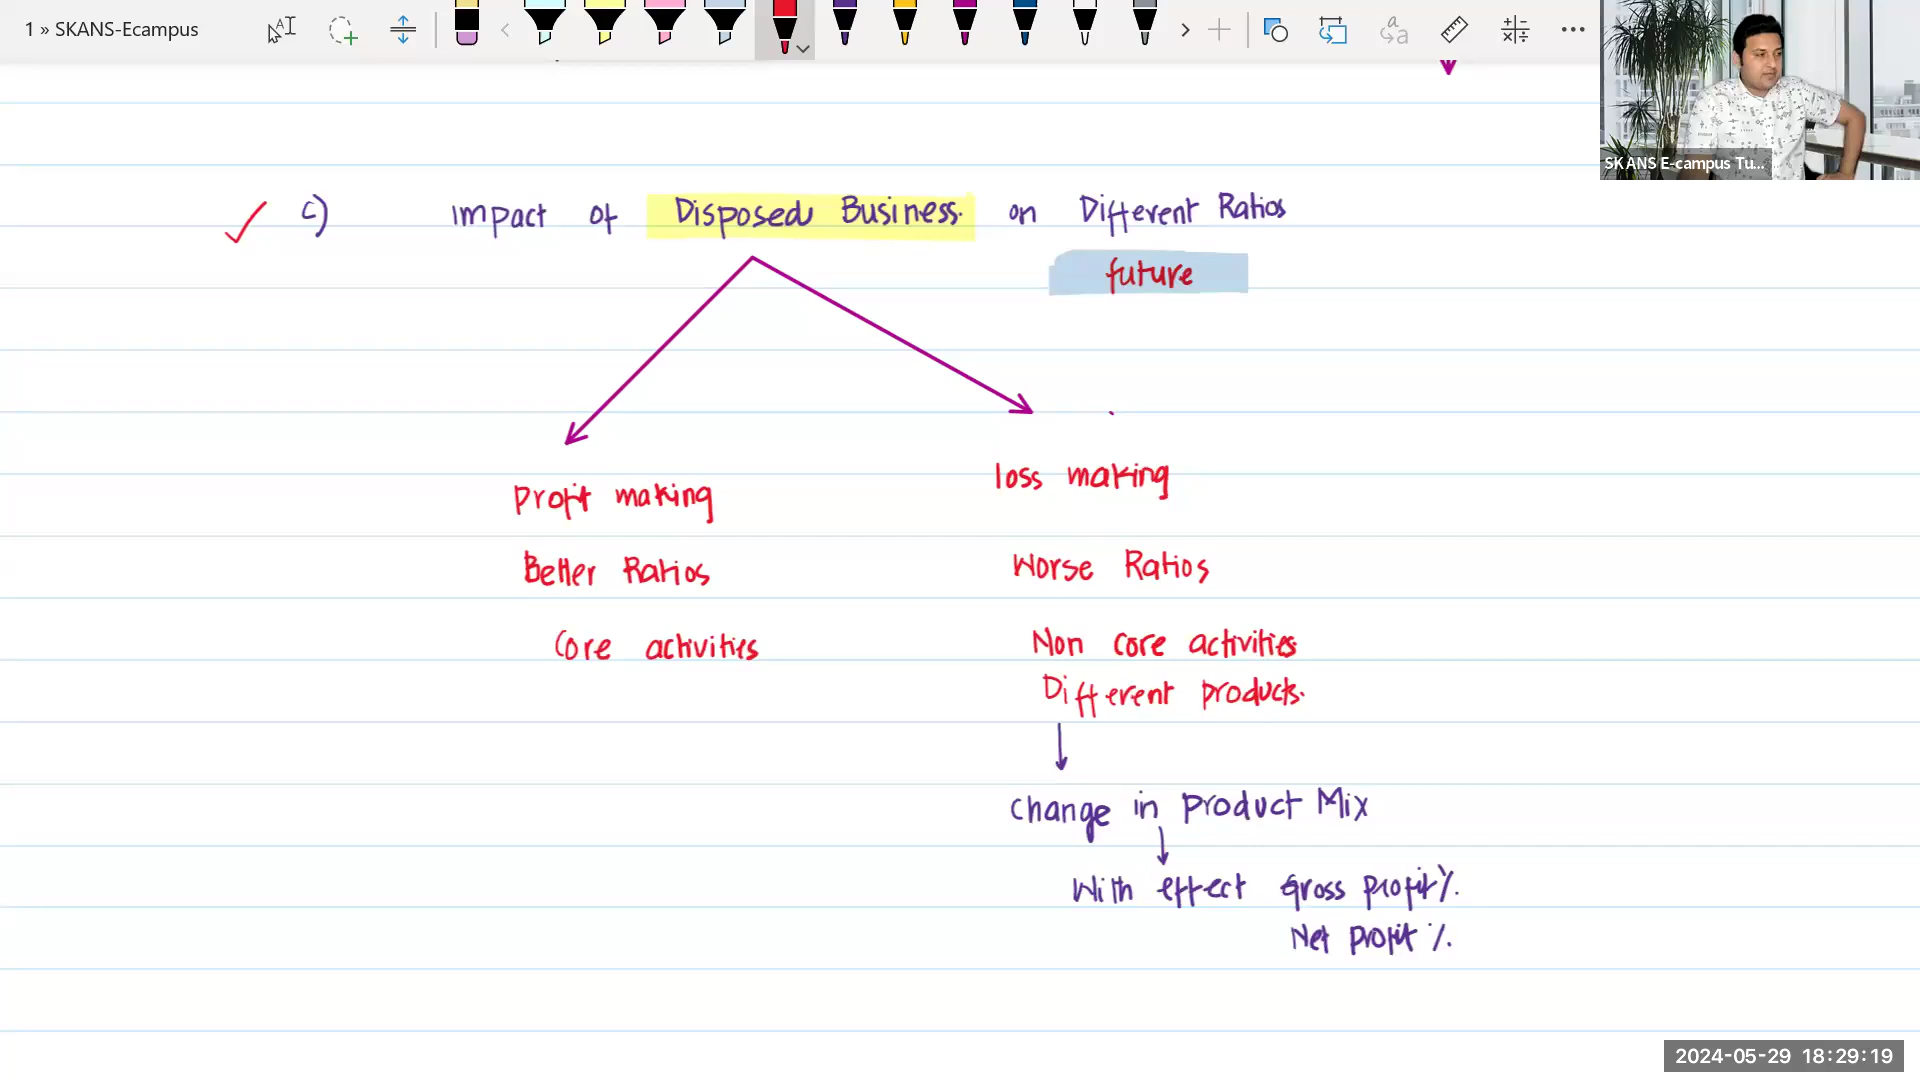 1 » SKANS-Ecampus
SKANS E-campus Tu...
c) Impact of Disposed Business. on Different Ratios
future
Profit making
loss making
Better Ratios
Worse Ratios
Core activities
Non core activities
Different products.
Change in product Mix
With effect Gross profit %.
Net profit %.
2024-05-29 18:29:19